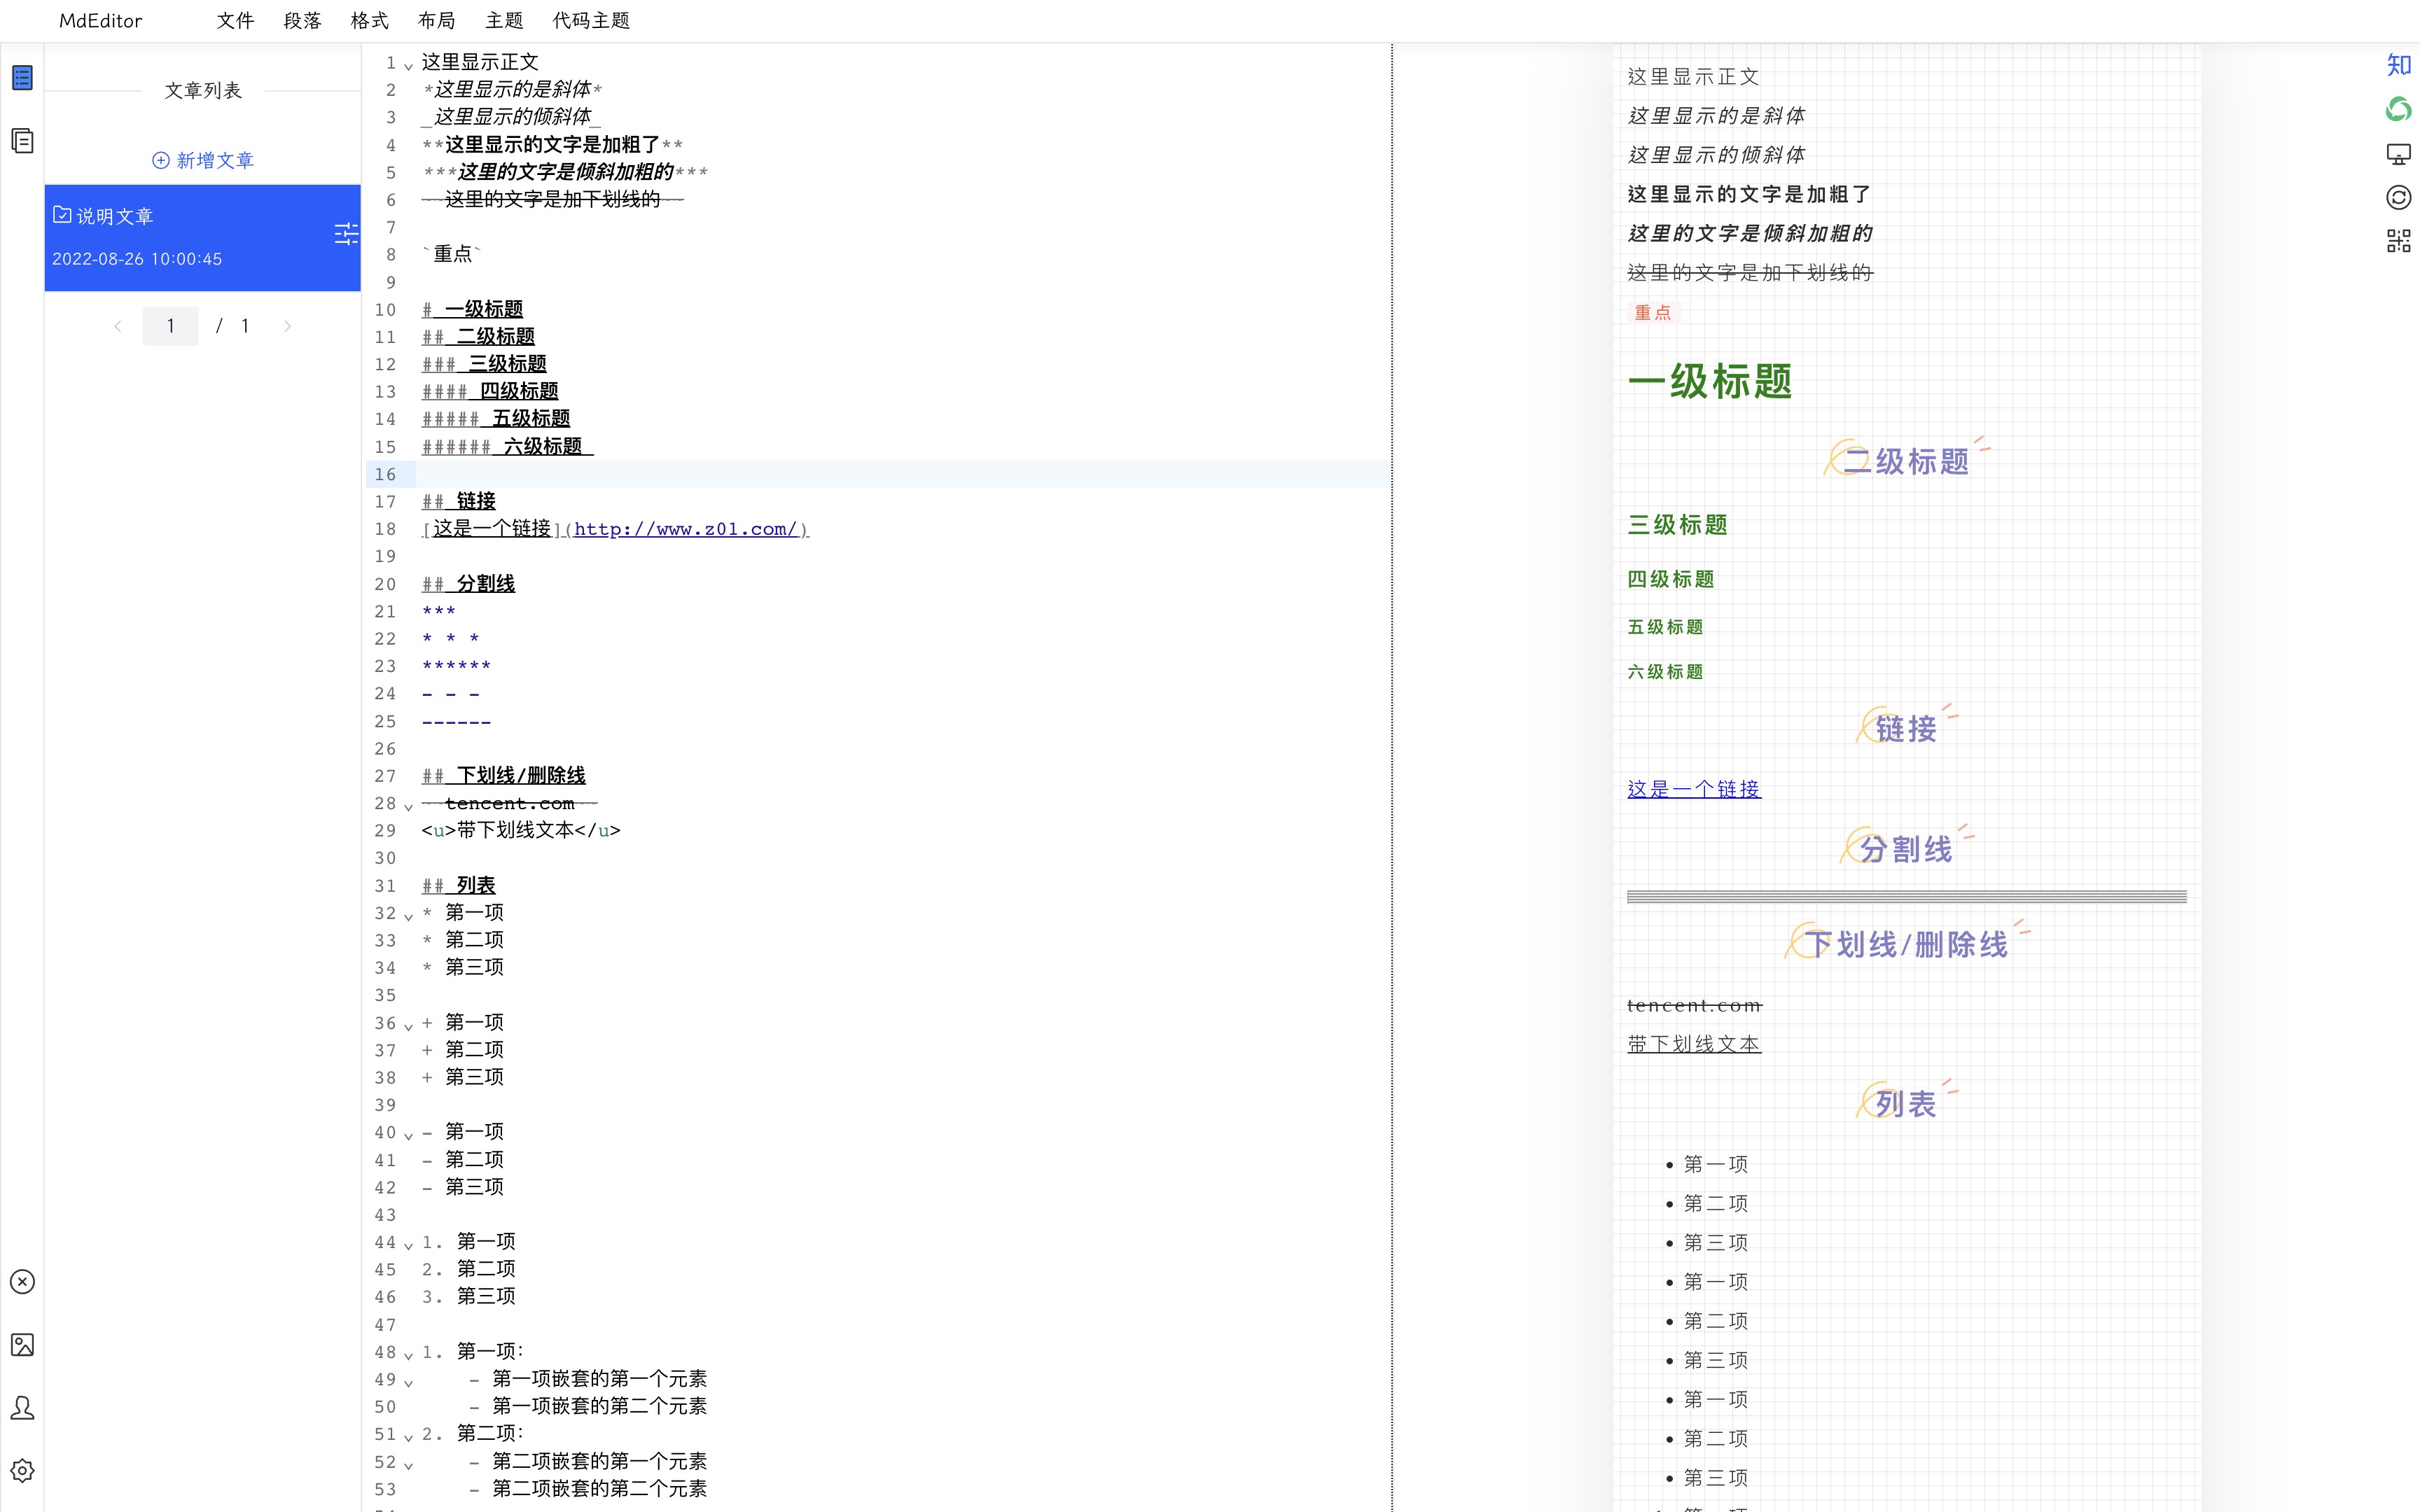 MdEditor 文件 段落 格式 布局 主题 代码主题
文章列表
新增文章
说明文章
2022-08-26 10:00:45
1 / 1
1 这里显示正文
2 *这里显示的是斜体*
3 _这里显示的倾斜体_
4 **这里显示的文字是加粗了**
5 ***这里的文字是倾斜加粗的***
6 ~~这里的文字是加下划线的~~
7
8 `重点`
9
10 # 一级标题
11 ## 二级标题
12 ### 三级标题
13 #### 四级标题
14 ##### 五级标题
15 ###### 六级标题
16
17 ## 链接
18 [这是一个链接](http://www.z01.com/)
19
20 ## 分割线
21 ***
22 * * *
23 ******
24 - - -
25 ------
26
27 ## 下划线/删除线
28 ~~tencent.com~~
29 <u>带下划线文本</u>
30
31 ## 列表
32 * 第一项
33 * 第二项
34 * 第三项
35
36 + 第一项
37 + 第二项
38 + 第三项
39
40 - 第一项
41 - 第二项
42 - 第三项
43
44 1. 第一项
45 2. 第二项
46 3. 第三项
47
48 1. 第一项:
49 - 第一项嵌套的第一个元素
50 - 第一项嵌套的第二个元素
51 2. 第二项:
52 - 第二项嵌套的第一个元素
53 - 第二项嵌套的第二个元素
这里显示正文
这里显示的是斜体
这里显示的倾斜体
这里显示的文字是加粗了
这里的文字是倾斜加粗的
这里的文字是加下划线的
重点
一级标题
二级标题
三级标题
四级标题
五级标题
六级标题
链接
这是一个链接
分割线
下划线/删除线
tencent.com
带下划线文本
列表
• 第一项
• 第二项
• 第三项
• 第一项
• 第二项
• 第三项
• 第一项
• 第二项
• 第三项
知